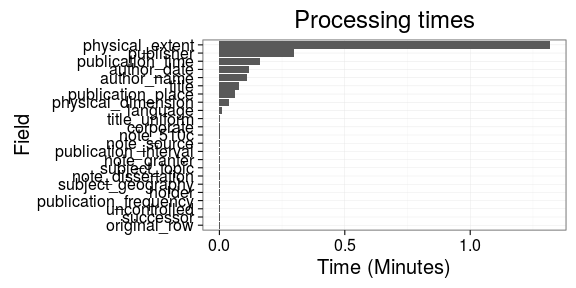 Processing times
physical_extent
publisher
publication_time
author_date
author_name
title
publication_place
physical_dimension
language
title_uniform
corporate
note_510c
note_source
publication_interval
note_granter
subject_topic
note_dissertation
subject_geography
holder
publication_frequency
uncontrolled
successor
original_row
Field
0.0 0.5 1.0
Time (Minutes)